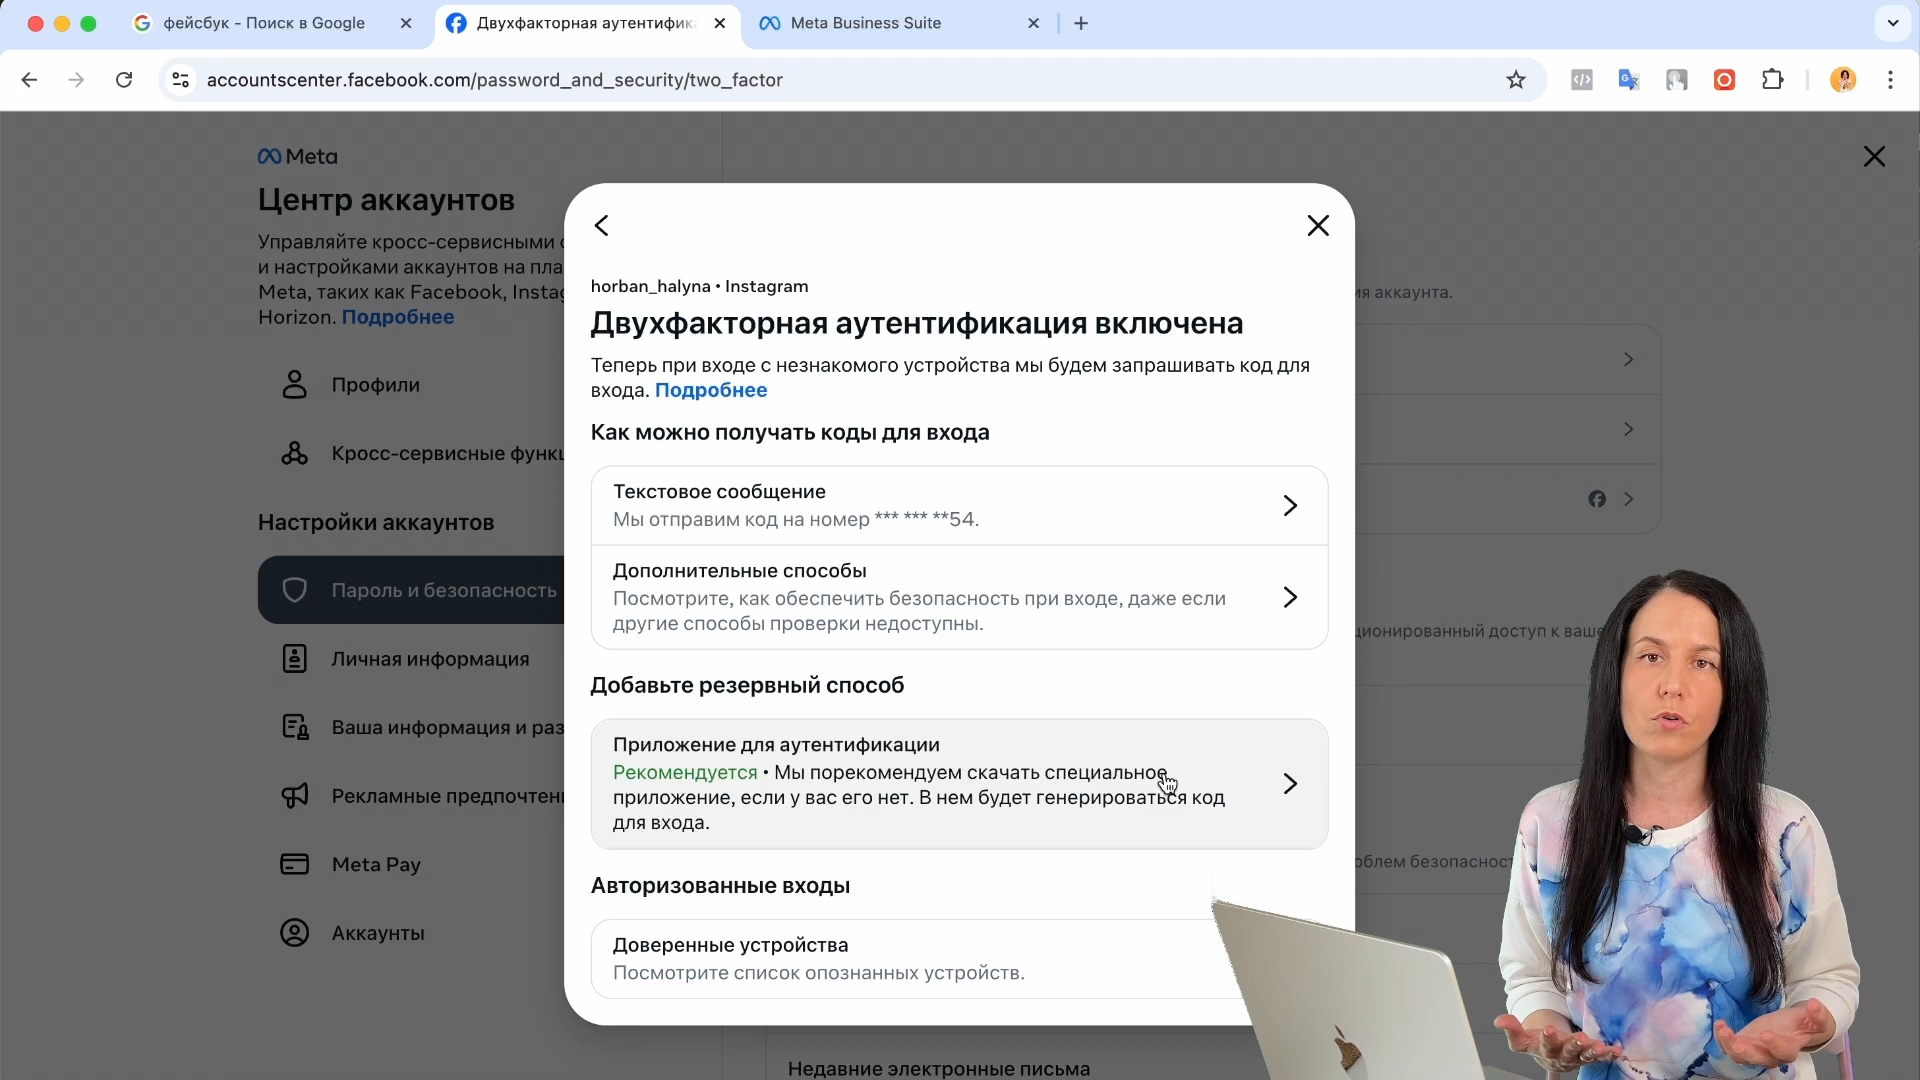 фейсбук - Поиск в Google
Двухфакторная аутентифик
Meta Business Suite
accountscenter.facebook.com/password_and_security/two_factor
Meta
Центр аккаунтов
Управляйте кросс-сервисными
и настройками аккаунтов на пла
Meta, таких как Facebook, Insta
Horizon. Подробнее
Профили
Кросс-сервисные функц
Настройки аккаунтов
Пароль и безопасность
Личная информация
Ваша информация и раз
Рекламные предпочтен
Meta Pay
Аккаунты
horban_halyna • Instagram
Двухфакторная аутентификация включена
Теперь при входе с незнакомого устройства мы будем запрашивать код для
входа. Подробнее
Как можно получать коды для входа
Текстовое сообщение
Мы отправим код на номер *** *** **54.
Дополнительные способы
Посмотрите, как обеспечить безопасность при входе, даже если
другие способы проверки недоступны.
Добавьте резервный способ
Приложение для аутентификации
Рекомендуется • Мы порекомендуем скачать специальное
приложение, если у вас его нет. В нем будет генерироваться код
для входа.
Авторизованные входы
Доверенные устройства
Посмотрите список опознанных устройств.
ия аккаунта.
ционированный доступ к ваше
облем безопасност
Недавние электронные письма